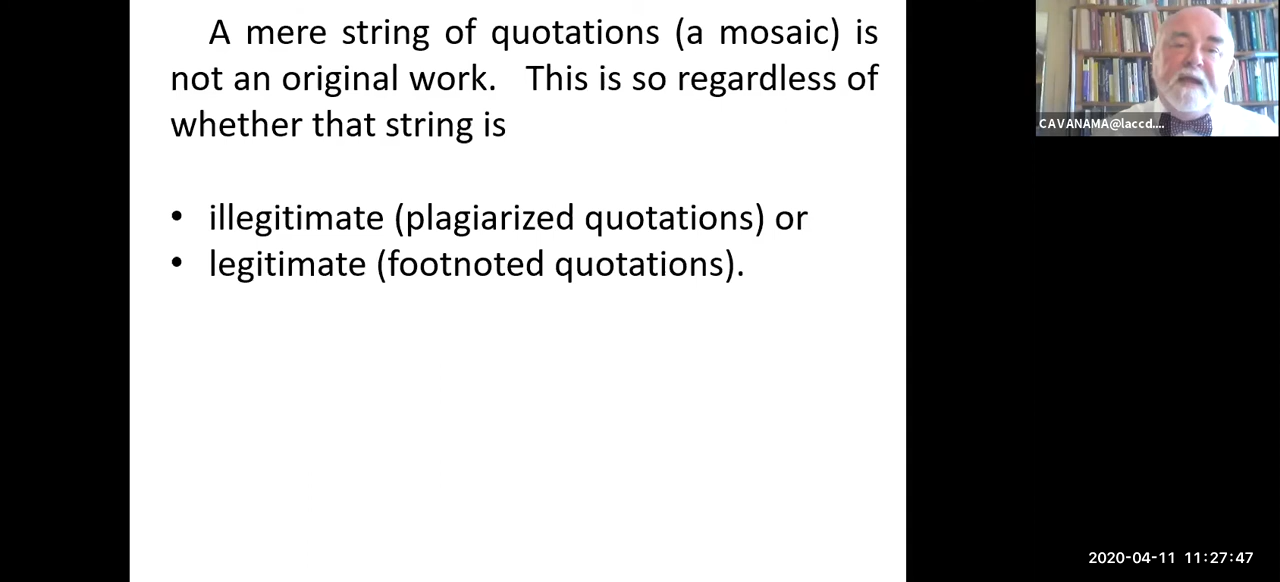 A mere string of quotations (a mosaic) is
not an original work. This is so regardless of
whether that string is
• illegitimate (plagiarized quotations) or
• legitimate (footnoted quotations).
CAVANAMA@laccd....
2020-04-11 11:27:47